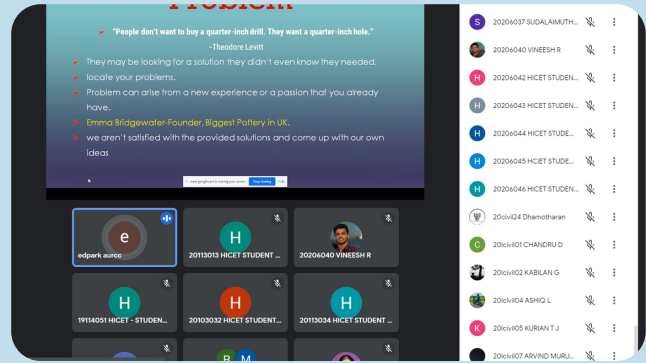 Problem
"People don't want to buy a quarter-inch drill. They want a quarter-inch hole."
-Theodore Levitt
They may be looking for a solution they didn't even know they needed.
locate your problems.
Problem can arise from a new experience or a passion that you already
have.
Emma Bridgewater-Founder, Biggest Pottery in UK.
we aren't satisfied with the provided solutions and come up with our own
ideas
Stop sharing
e
edpark aurcc
H
20113013 HICET STUDENT ...
20206040 VINEESH R
H
19114051 HICET - STUDEN...
H
20103032 HICET STUDENT...
H
20113034 HICET STUDENT...
S
20206037 SUDALAIMUTH...
20206040 VINEESH R
H
20206042 HICET STUDEN...
H
20206043 HICET STUDEN...
H
20206044 HICET STUDE...
H
20206045 HCIET STUDE...
H
20206046 HICET STUDEN...
20civil24 Dhamotharan
C
20civil01 CHANDRU D
20civil02 KABILAN G
20civil04 ASHIQ L
K
20civil05 KURIAN T J
20civil07 ARVIND MURU...